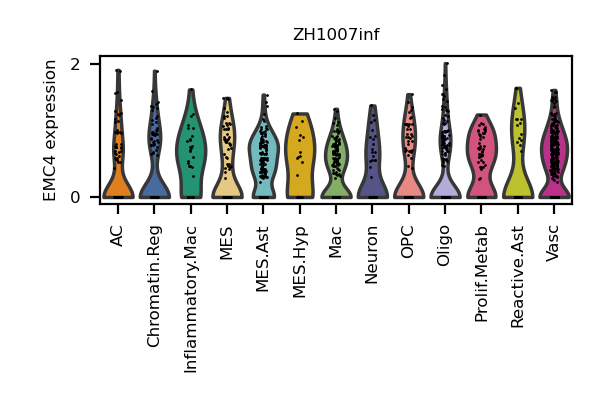 ZH1007inf
EMC4 expression
2
0
AC
Chromatin.Reg
Inflammatory.Mac
MES
MES.Ast
MES.Hyp
Mac
Neuron
OPC
Oligo
Prolif.Metab
Reactive.Ast
Vasc